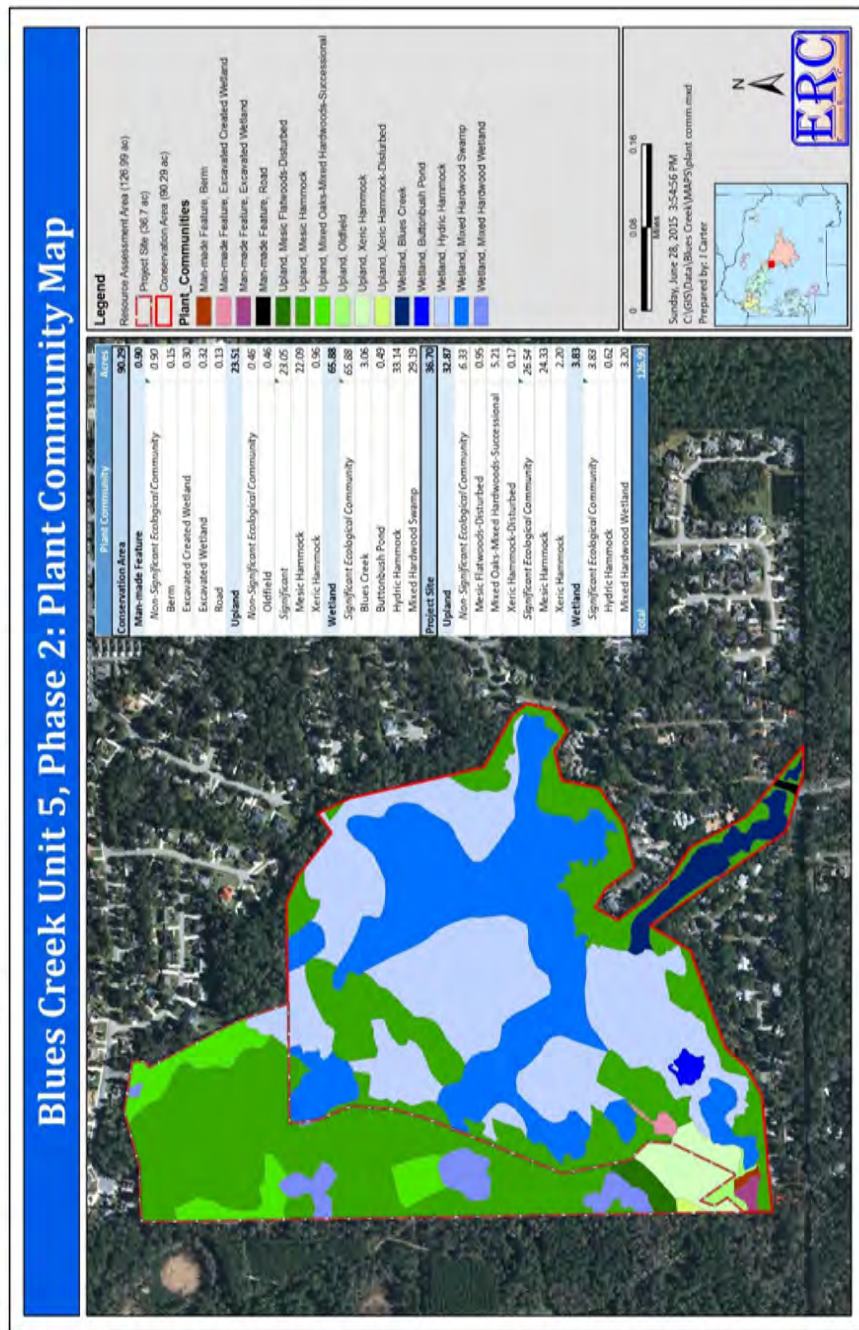 Blues Creek Unit 5, Phase 2: Plant Community Map
Plant Community Acres
Conservation Area 90.29
Man-made Feature 0.90
Non-Significant Ecological Community 0.90
Berm 0.15
Excavated Created Wetland 0.30
Excavated Wetland 0.32
Road 0.13
Upland 23.51
Non-Significant Ecological Community 0.46
Oldfield 0.46
Significant 23.05
Mesic Hammock 22.09
Xeric Hammock 0.96
Wetland 65.88
Significant Ecological Community 65.88
Blues Creek 3.06
Buttonbush Pond 0.49
Hydric Hammock 33.14
Mixed Hardwood Swamp 29.19
Project Site 36.70
Upland 32.87
Non-Significant Ecological Community 6.33
Mesic Flatwoods-Disturbed 0.95
Mixed Oaks-Mixed Hardwoods-Successional 5.21
Xeric Hammock-Disturbed 0.17
Significant Ecological Community 26.54
Mesic Hammock 24.33
Xeric Hammock 2.20
Wetland 3.83
Significant Ecological Community 3.83
Hydric Hammock 0.62
Mixed Hardwood Wetland 3.20
Total 126.99
Legend
Resource Assessment Area (126.99 ac)
Project Site (36.7 ac)
Conservation Area (90.29 ac)
Plant_Communities
Man-made Feature, Berm
Man-made Feature, Excavated Created Wetland
Man-made Feature, Excavated Wetland
Man-made Feature, Road
Upland, Mesic Flatwoods-Disturbed
Upland, Mesic Hammock
Upland, Mixed Oaks-Mixed Hardwoods-Successional
Upland, Oldfield
Upland, Xeric Hammock
Upland, Xeric Hammock-Disturbed
Wetland, Blues Creek
Wetland, Buttonbush Pond
Wetland, Hydric Hammock
Wetland, Mixed Hardwood Swamp
Wetland, Mixed Hardwood Wetland
0 0.08 0.16
Miles
N
Sunday, June 28, 2015 3:54:56 PM
C:\GIS\Data\Blues Creek\MAPS\plant comm.mxd
Prepared by: J Carter
ERC